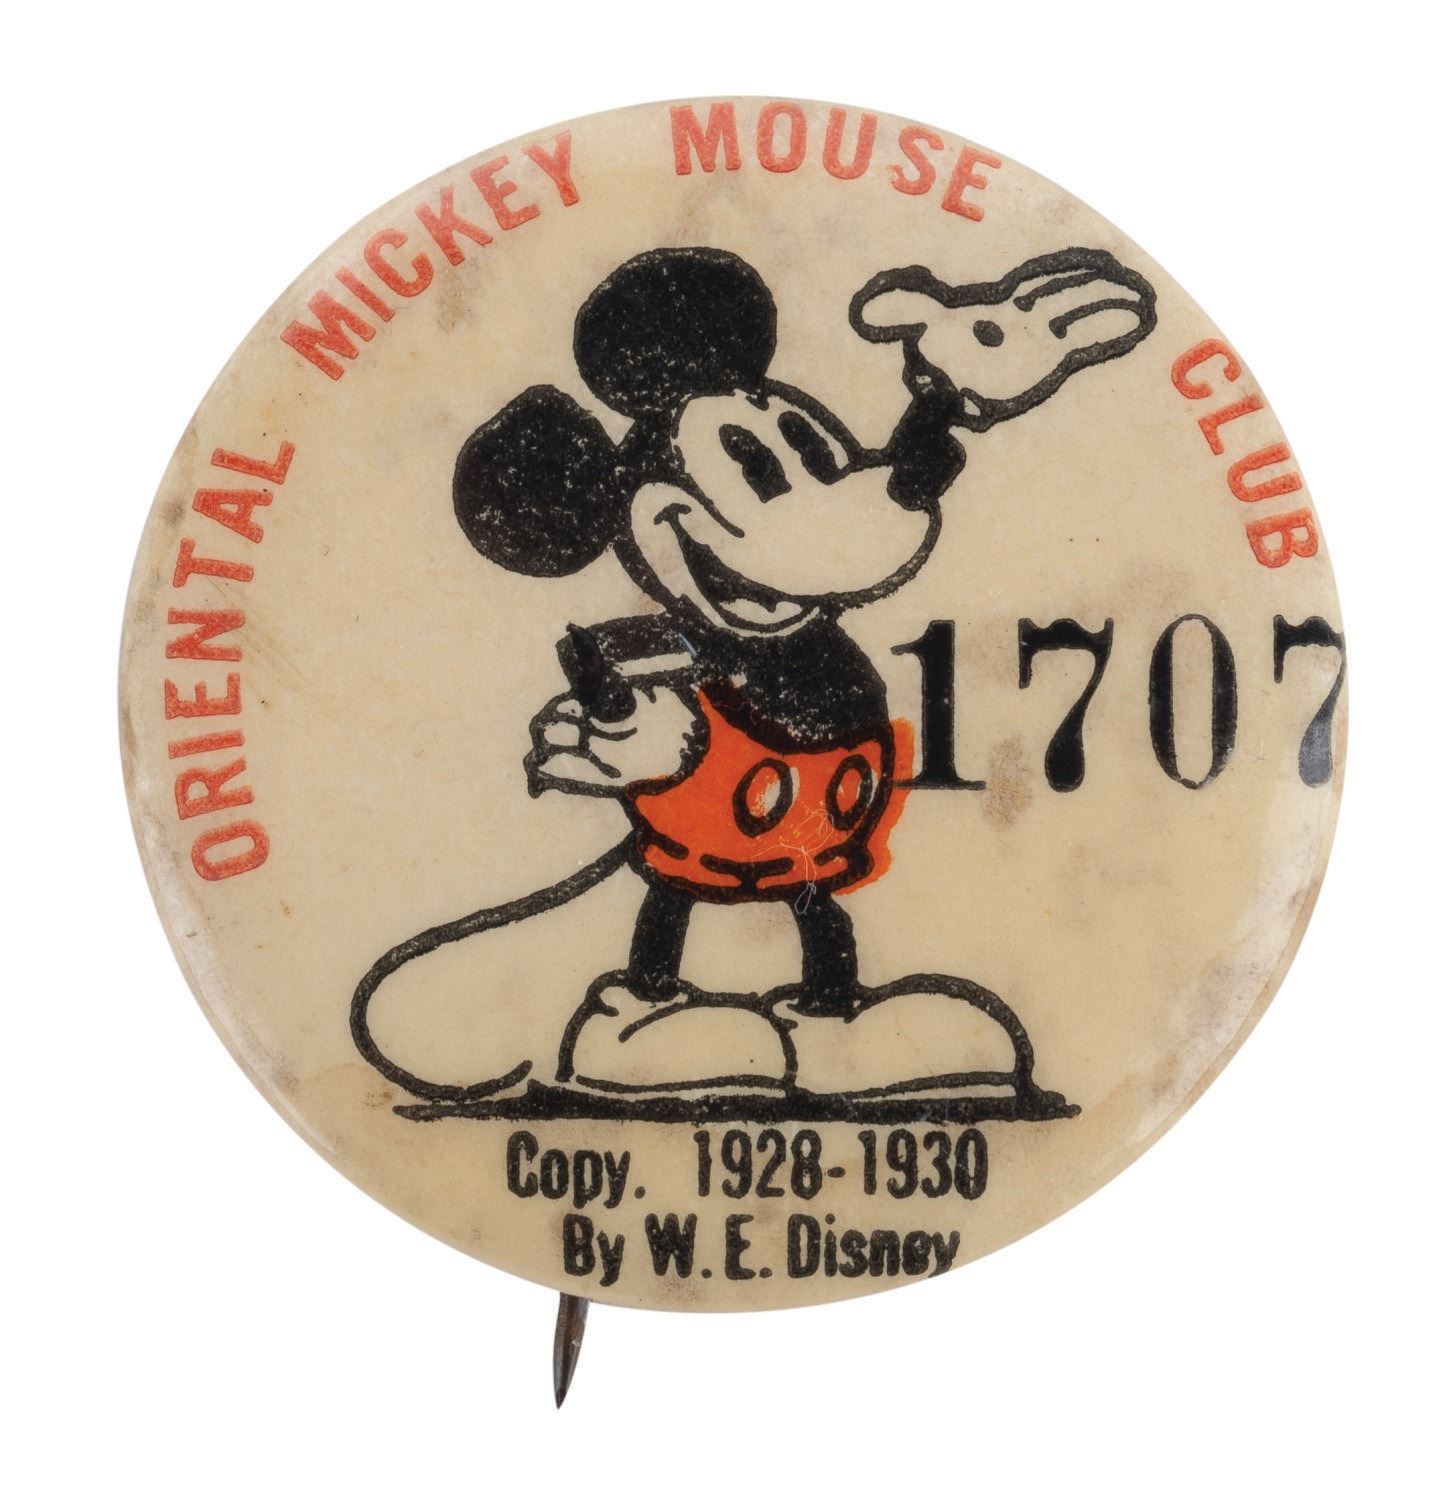 ORIENTAL MICKEY MOUSE CLUB
1707
Copy. 1928-1930
By W. E. Disney